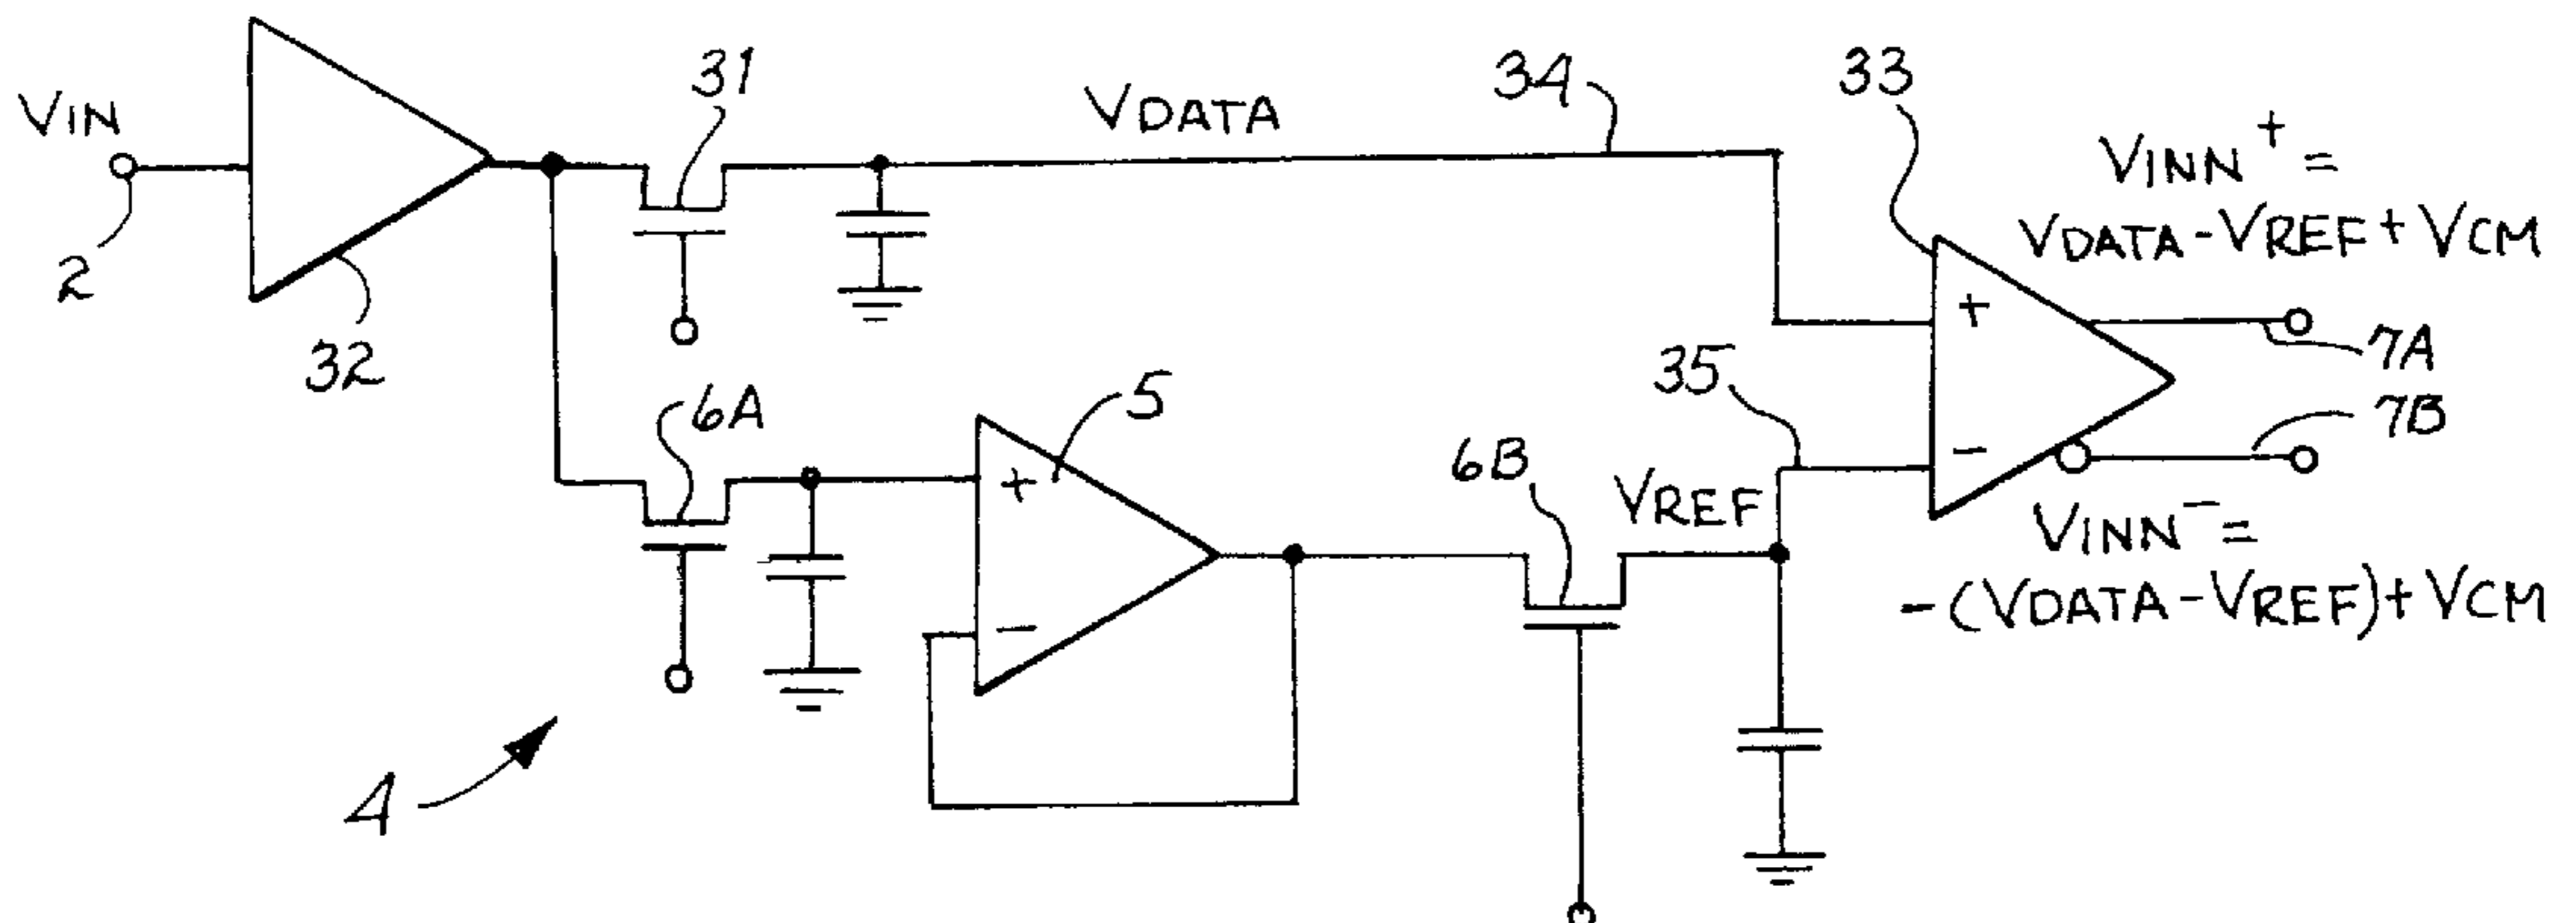 VIN
2
32
31
VDATA
34
33
VINN+ =
VDATA-VREF+VCM
7A
7B
VINN- =
-(VDATA-VREF)+VCM
35
+
-
6A
5
+
-
6B
VREF
4